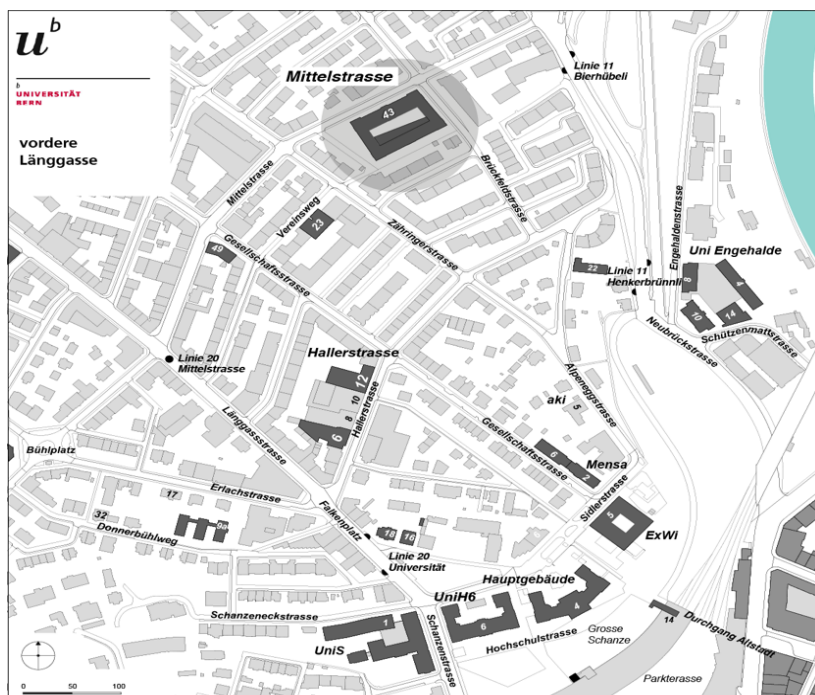 u^b
b
UNIVERSITÄT
BERN
vordere
Länggasse
Mittelstrasse
43
Linie 11
Bierhübeli
Mittelstrasse
Brückfeldstrasse
Vereinsweg
23
Zähringerstrasse
49
Gesellschaftsstrasse
Engehaldenstrasse
Uni Engehalde
22
Linie 11
Henkerbrünnli
8
4
10
14
Schützenmattstrasse
Neubrückstrasse
Linie 20
Mittelstrasse
Hallerstrasse
12
10
8
6
Hallerstrasse
Länggassstrasse
aki
5
Alpeneggstrasse
Gesellschaftsstrasse
6
2
Mensa
Sidlerstrasse
Bühlplatz
Erlachstrasse
17
32
9a
Donnerbühlweg
Falkenplatz
18
16
Linie 20
Universität
5
ExWi
Hauptgebäude
UniH6
4
6
Schanzeneckstrasse
1
UniS
Schanzenstrasse
Hochschulstrasse
Grosse
Schanze
14
Durchgang Altstadt
Parkterasse
0
50
100